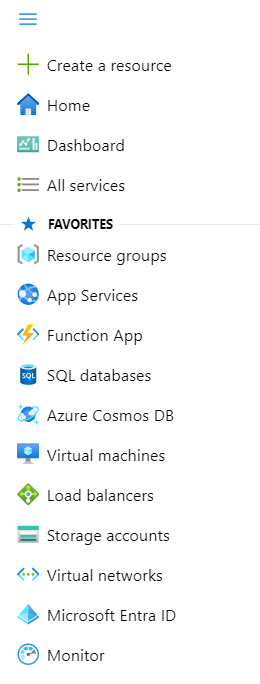 Create a resource
Home
Dashboard
All services
FAVORITES
Resource groups
App Services
Function App
SQL
SQL databases
Azure Cosmos DB
Virtual machines
Load balancers
Storage accounts
Virtual networks
Microsoft Entra ID
Monitor